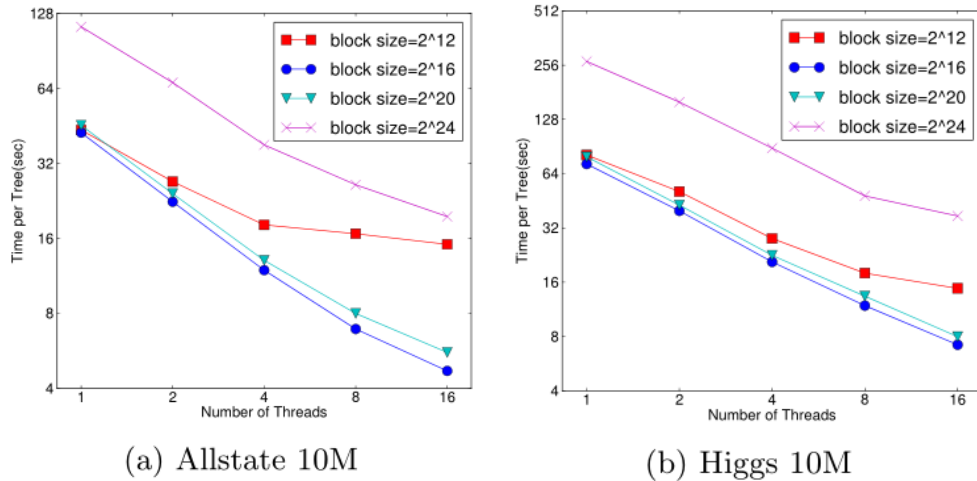 128
64
32
16
8
4
Time per Tree(sec)
block size=2^12
block size=2^16
block size=2^20
block size=2^24
1 2 4 8 16
Number of Threads
(a) Allstate 10M
512
256
128
64
32
16
8
4
Time per Tree(sec)
block size=2^12
block size=2^16
block size=2^20
block size=2^24
1 2 4 8 16
Number of Threads
(b) Higgs 10M